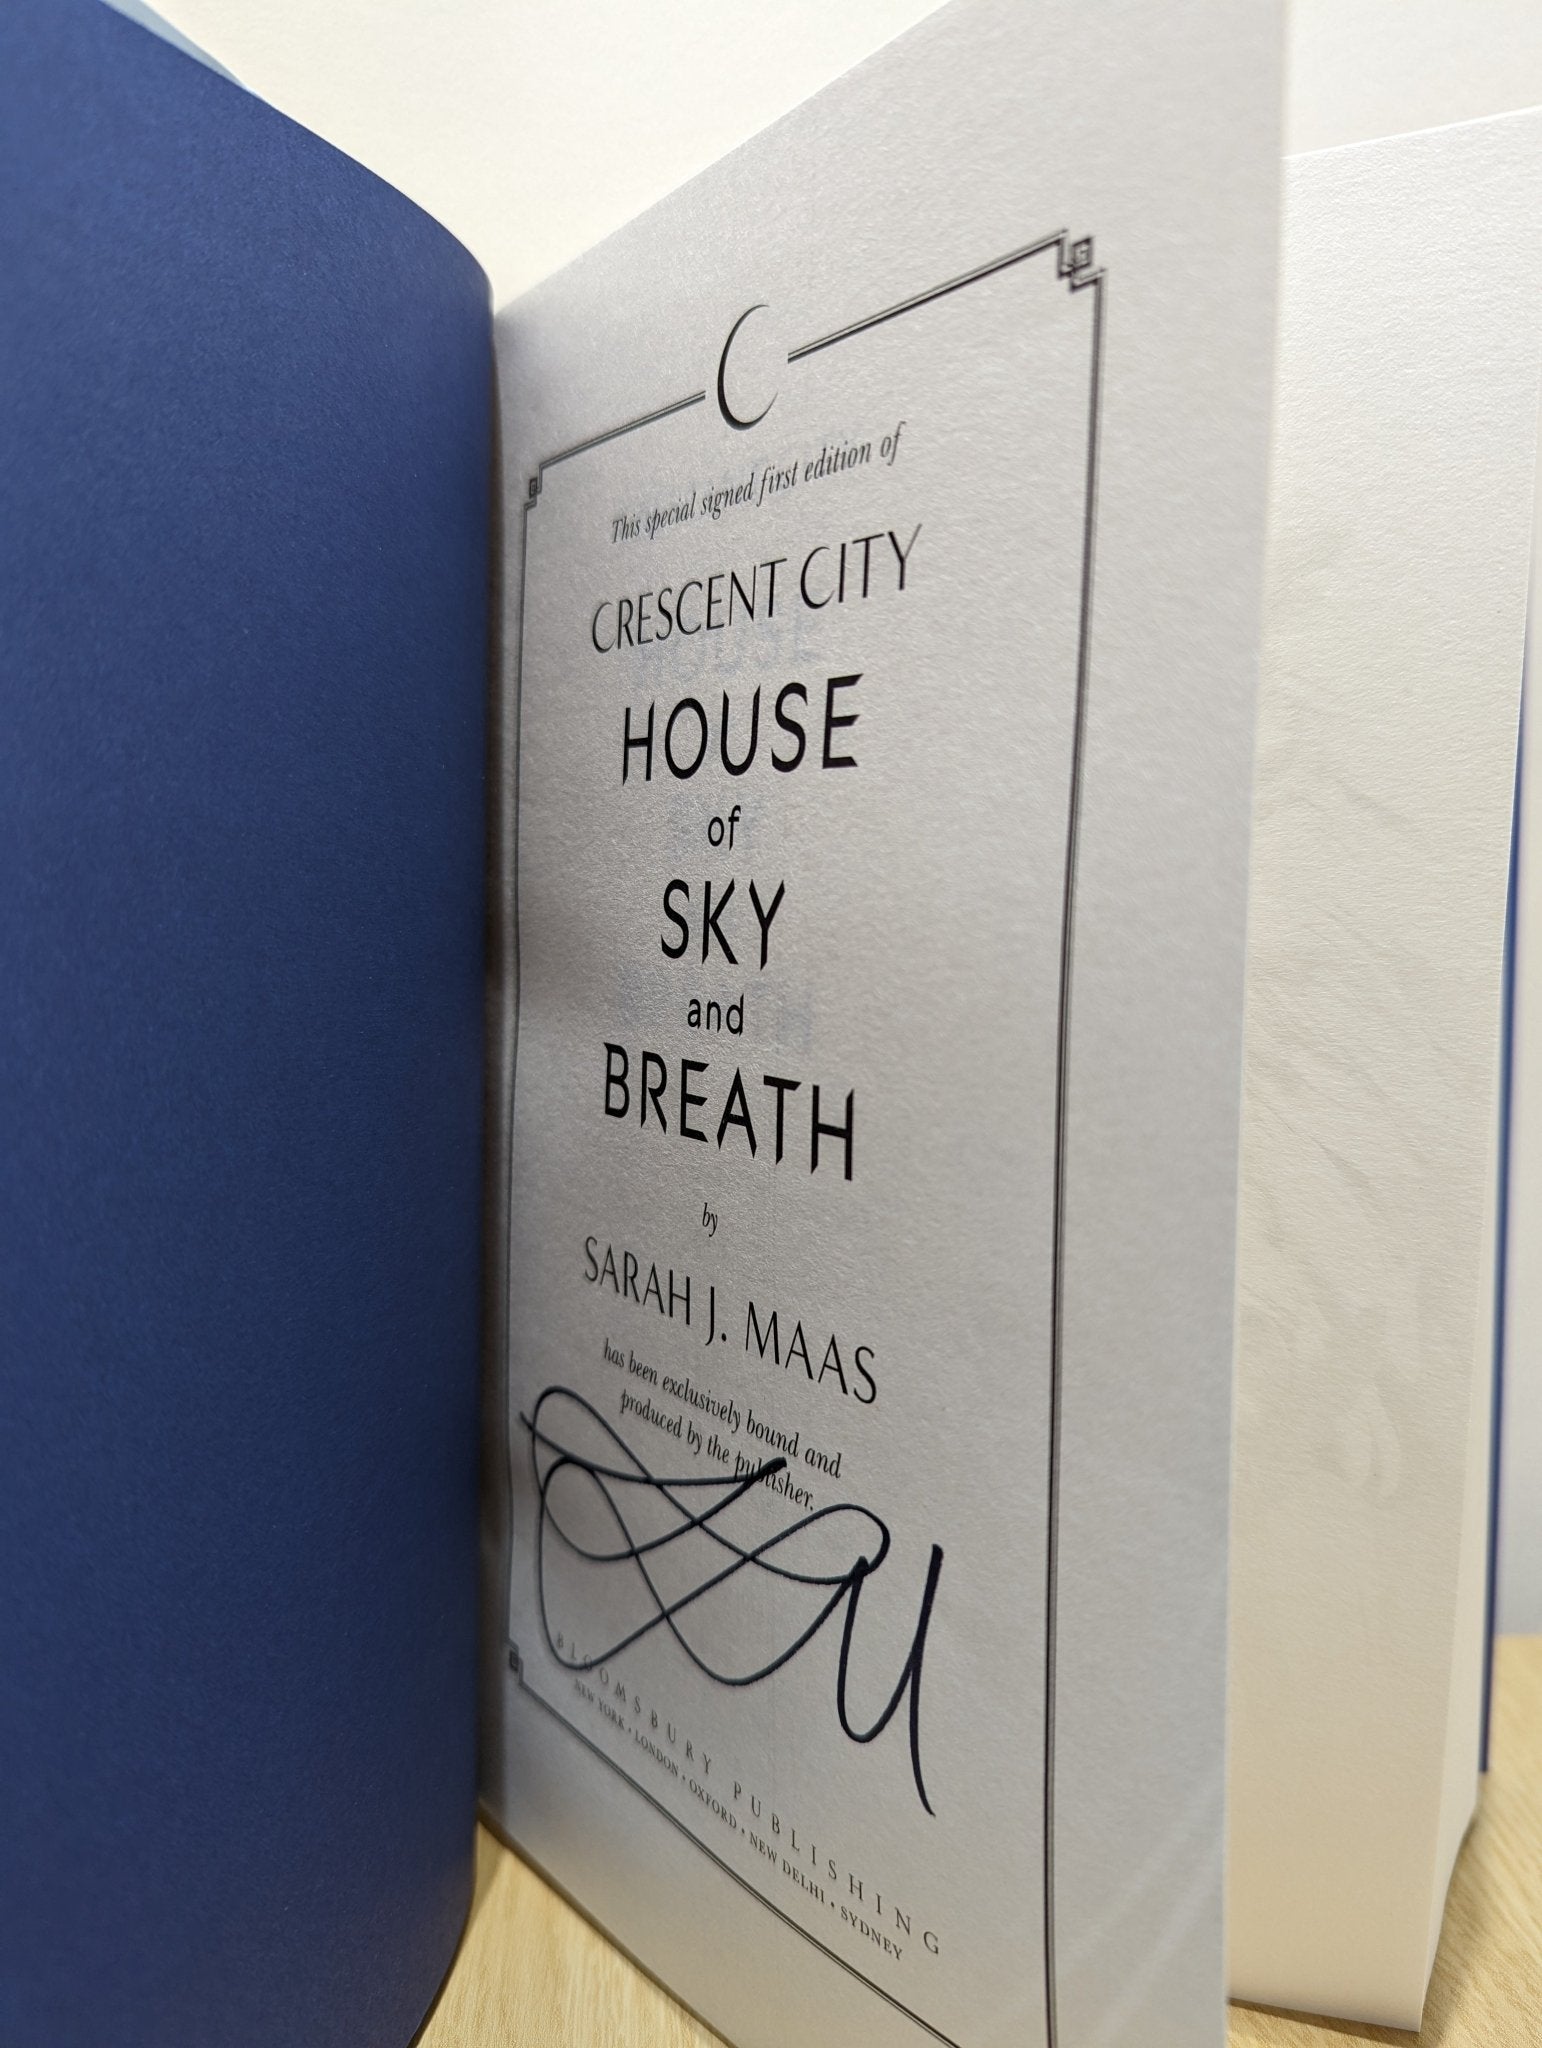 This special signed first edition of
CRESCENT CITY
HOUSE
of
SKY
and
BREATH
by
SARAH J. MAAS
has been exclusively bound and
produced by the publisher.
BLOOMSBURY PUBLISHING
NEW YORK • LONDON • OXFORD • NEW DELHI • SYDNEY